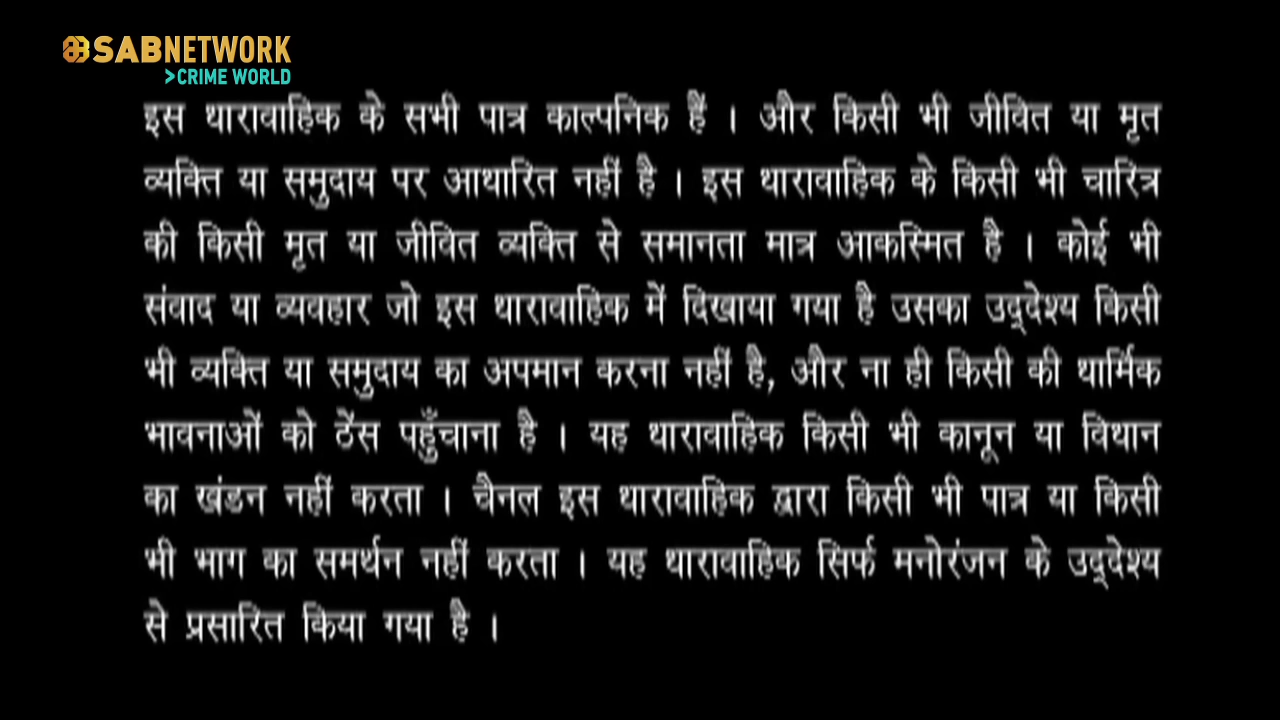 SABNETWORK
>CRIME WORLD
इस धारावाहिक के सभी पात्र काल्पनिक हैं । और किसी भी जीवित या मृत
व्यक्ति या समुदाय पर आधारित नहीं है । इस धारावाहिक के किसी भी चारित्र
की किसी मृत या जीवित व्यक्ति से समानता मात्र आकस्मित है । कोई भी
संवाद या व्यवहार जो इस धारावाहिक में दिखाया गया है उसका उद्देश्य किसी
भी व्यक्ति या समुदाय का अपमान करना नहीं है, और ना ही किसी की धार्मिक
भावनाओं को ठेंस पहुँचाना है । यह धारावाहिक किसी भी कानून या विधान
का खंडन नहीं करता । चैनल इस धारावाहिक द्वारा किसी भी पात्र या किसी
भी भाग का समर्थन नहीं करता । यह धारावाहिक सिर्फ मनोरंजन के उद्देश्य
से प्रसारित किया गया है ।